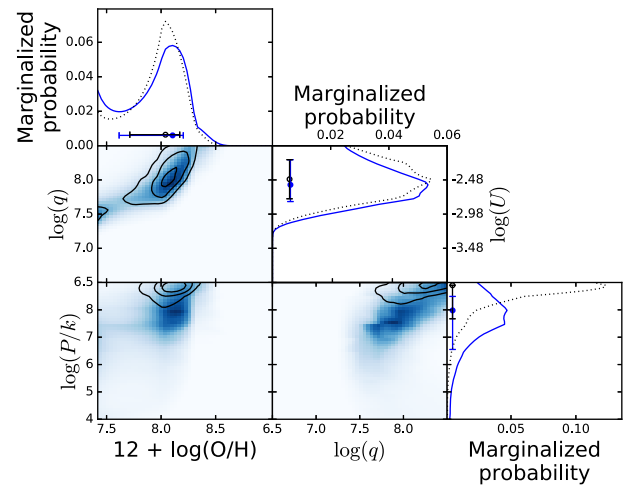 0.08
0.06
0.04
0.02
0.00
Marginalized
probability
Marginalized
probability
0.02 0.04 0.06
8.0
7.5
7.0
6.5
log(q)
-2.48
-2.98
-3.48
log(U)
8
7
6
5
4
log(P/k)
7.5 8.0 8.5 6.5 7.0 7.5 8.0 0.05 0.10
12 + log(O/H)
log(q)
Marginalized
probability